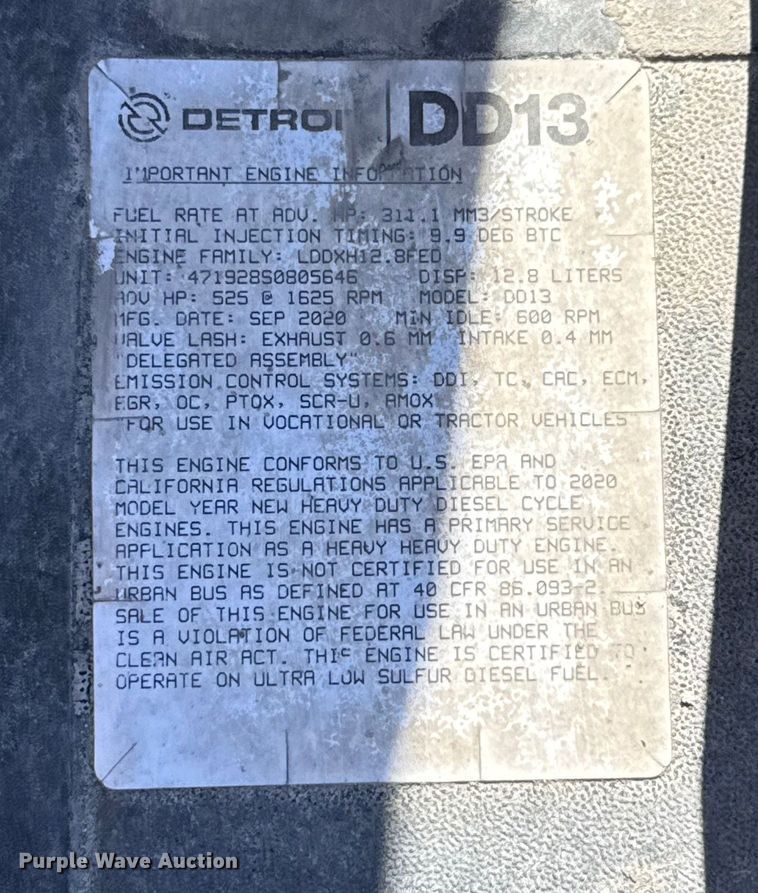 DETROI DD13
IMPORTANT ENGINE INFORMATION
FUEL RATE AT ADV. HP: 311.1 MM3/STROKE
INITIAL INJECTION TIMING: 9.9 DEG BTC
ENGINE FAMILY: LDDXH12.8FED
UNIT: 471928S0805646 DISP: 12.8 LITERS
ADV HP: 525 @ 1625 RPM MODEL: DD13
MFG. DATE: SEP 2020 MIN IDLE: 600 RPM
VALVE LASH: EXHAUST 0.6 MM INTAKE 0.4 MM
"DELEGATED ASSEMBLY"
EMISSION CONTROL SYSTEMS: DDI, TC, CAC, ECM,
EGR, OC, PTOX, SCR-U, AMOX
FOR USE IN VOCATIONAL OR TRACTOR VEHICLES
THIS ENGINE CONFORMS TO U.S. EPA AND
CALIFORNIA REGULATIONS APPLICABLE TO 2020
MODEL YEAR NEW HEAVY DUTY DIESEL CYCLE
ENGINES. THIS ENGINE HAS A PRIMARY SERVICE
APPLICATION AS A HEAVY HEAVY DUTY ENGINE.
THIS ENGINE IS NOT CERTIFIED FOR USE IN AN
URBAN BUS AS DEFINED AT 40 CFR 86.093-2.
SALE OF THIS ENGINE FOR USE IN AN URBAN BUS
IS A VIOLATION OF FEDERAL LAW UNDER THE
CLEAN AIR ACT. THIS ENGINE IS CERTIFIED TO
OPERATE ON ULTRA LOW SULFUR DIESEL FUEL.
Purple Wave Auction